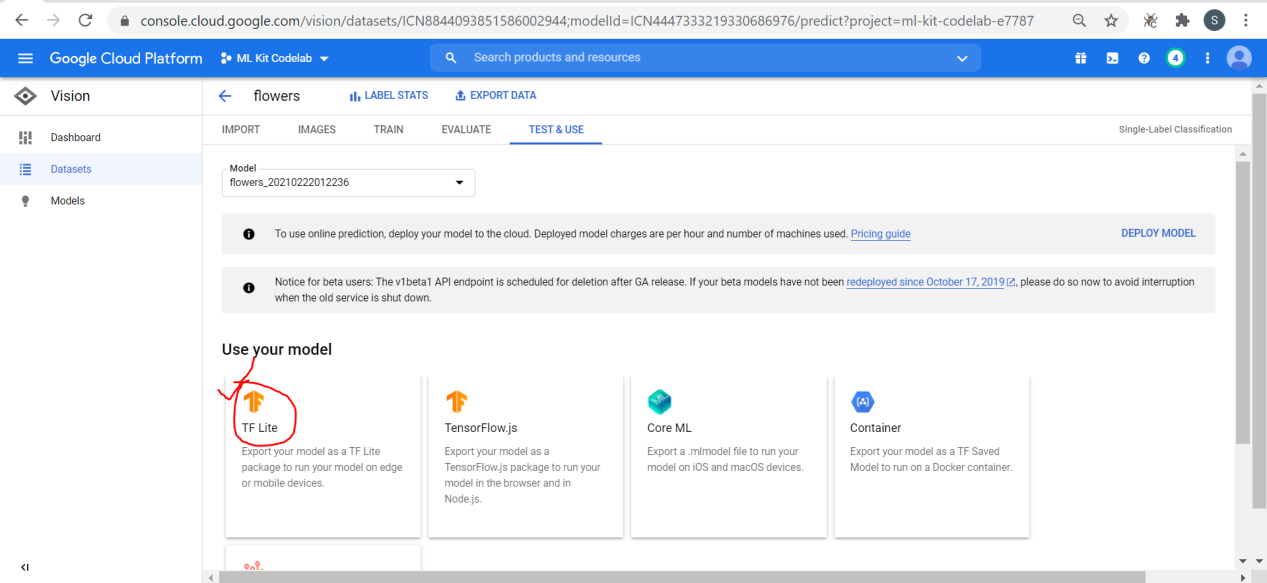 console.cloud.google.com/vision/datasets/ICN8844093851586002944;modelId=ICN4447333219330686976/predict?project=ml-kit-codelab-e7787
S
Google Cloud Platform
ML Kit Codelab
Search products and resources
4
Vision
flowers
LABEL STATS
EXPORT DATA
Dashboard
Datasets
Models
IMPORT
IMAGES
TRAIN
EVALUATE
TEST & USE
Single-Label Classification
Model
flowers_20210222012236
To use online prediction, deploy your model to the cloud. Deployed model charges are per hour and number of machines used. Pricing guide
DEPLOY MODEL
Notice for beta users: The v1beta1 API endpoint is scheduled for deletion after GA release. If your beta models have not been redeployed since October 17, 2019, please do so now to avoid interruption
when the old service is shut down.
Use your model
TF Lite
Export your model as a TF Lite
package to run your model on edge
or mobile devices.
TensorFlow.js
Export your model as a
TensorFlow.js package to run your
model in the browser and in
Node.js.
Core ML
Export a .mlmodel file to run your
model on iOS and macOS devices.
Container
Export your model as a TF Saved
Model to run on a Docker container.